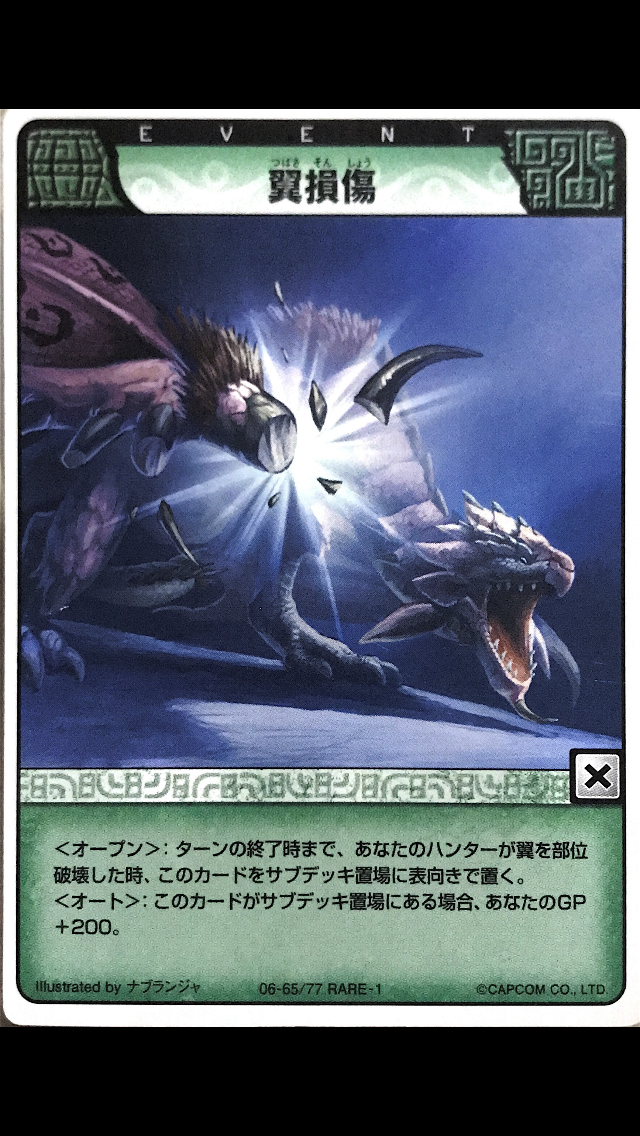 EVENT
つばさ そん しょう
翼損傷
<オープン>:ターンの終了時まで、あなたのハンターが翼を部位
破壊した時、このカードをサブデッキ置場に表向きで置く。
<オート>:このカードがサブデッキ置場にある場合、あなたのGP
+200。
Illustrated by ナブランジャ 06-65/77 RARE-1 ©CAPCOM CO., LTD.